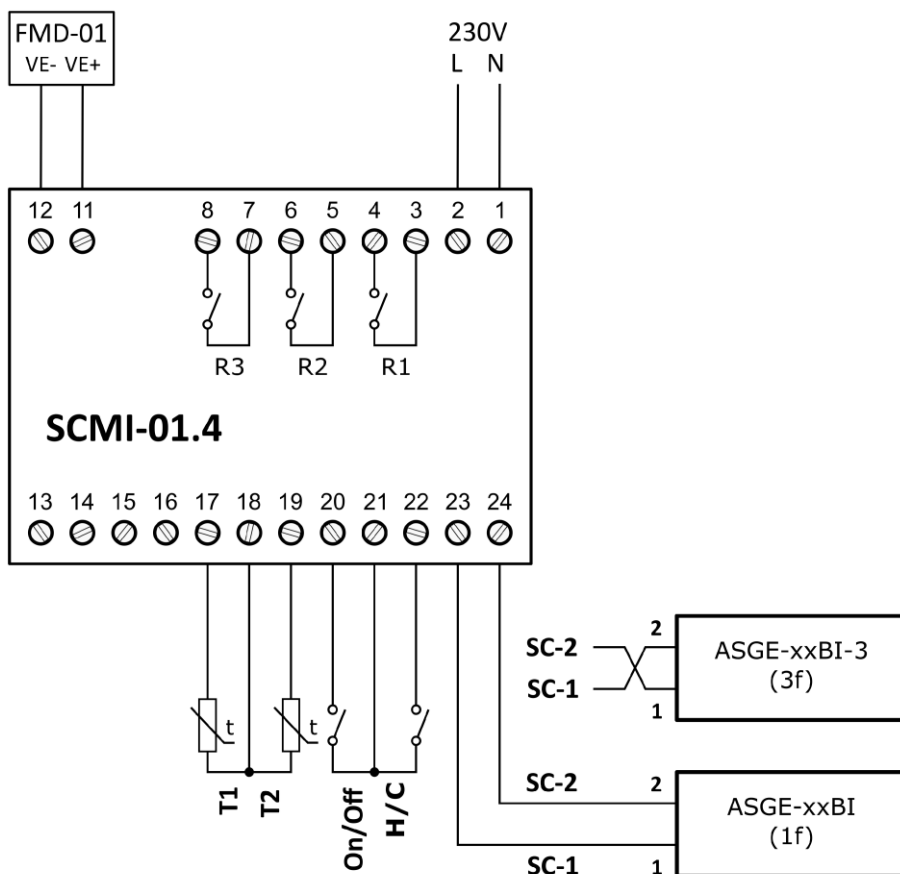 FMD-01
VE- VE+
230V
L N
12 11 8 7 6 5 4 3 2 1
R3 R2 R1
SCMI-01.4
13 14 15 16 17 18 19 20 21 22 23 24
SC-2 2
SC-1 1
ASGE-xxBI-3
(3f)
t t
T1 T2 On/Off H/C
SC-2 2
SC-1 1
ASGE-xxBI
(1f)